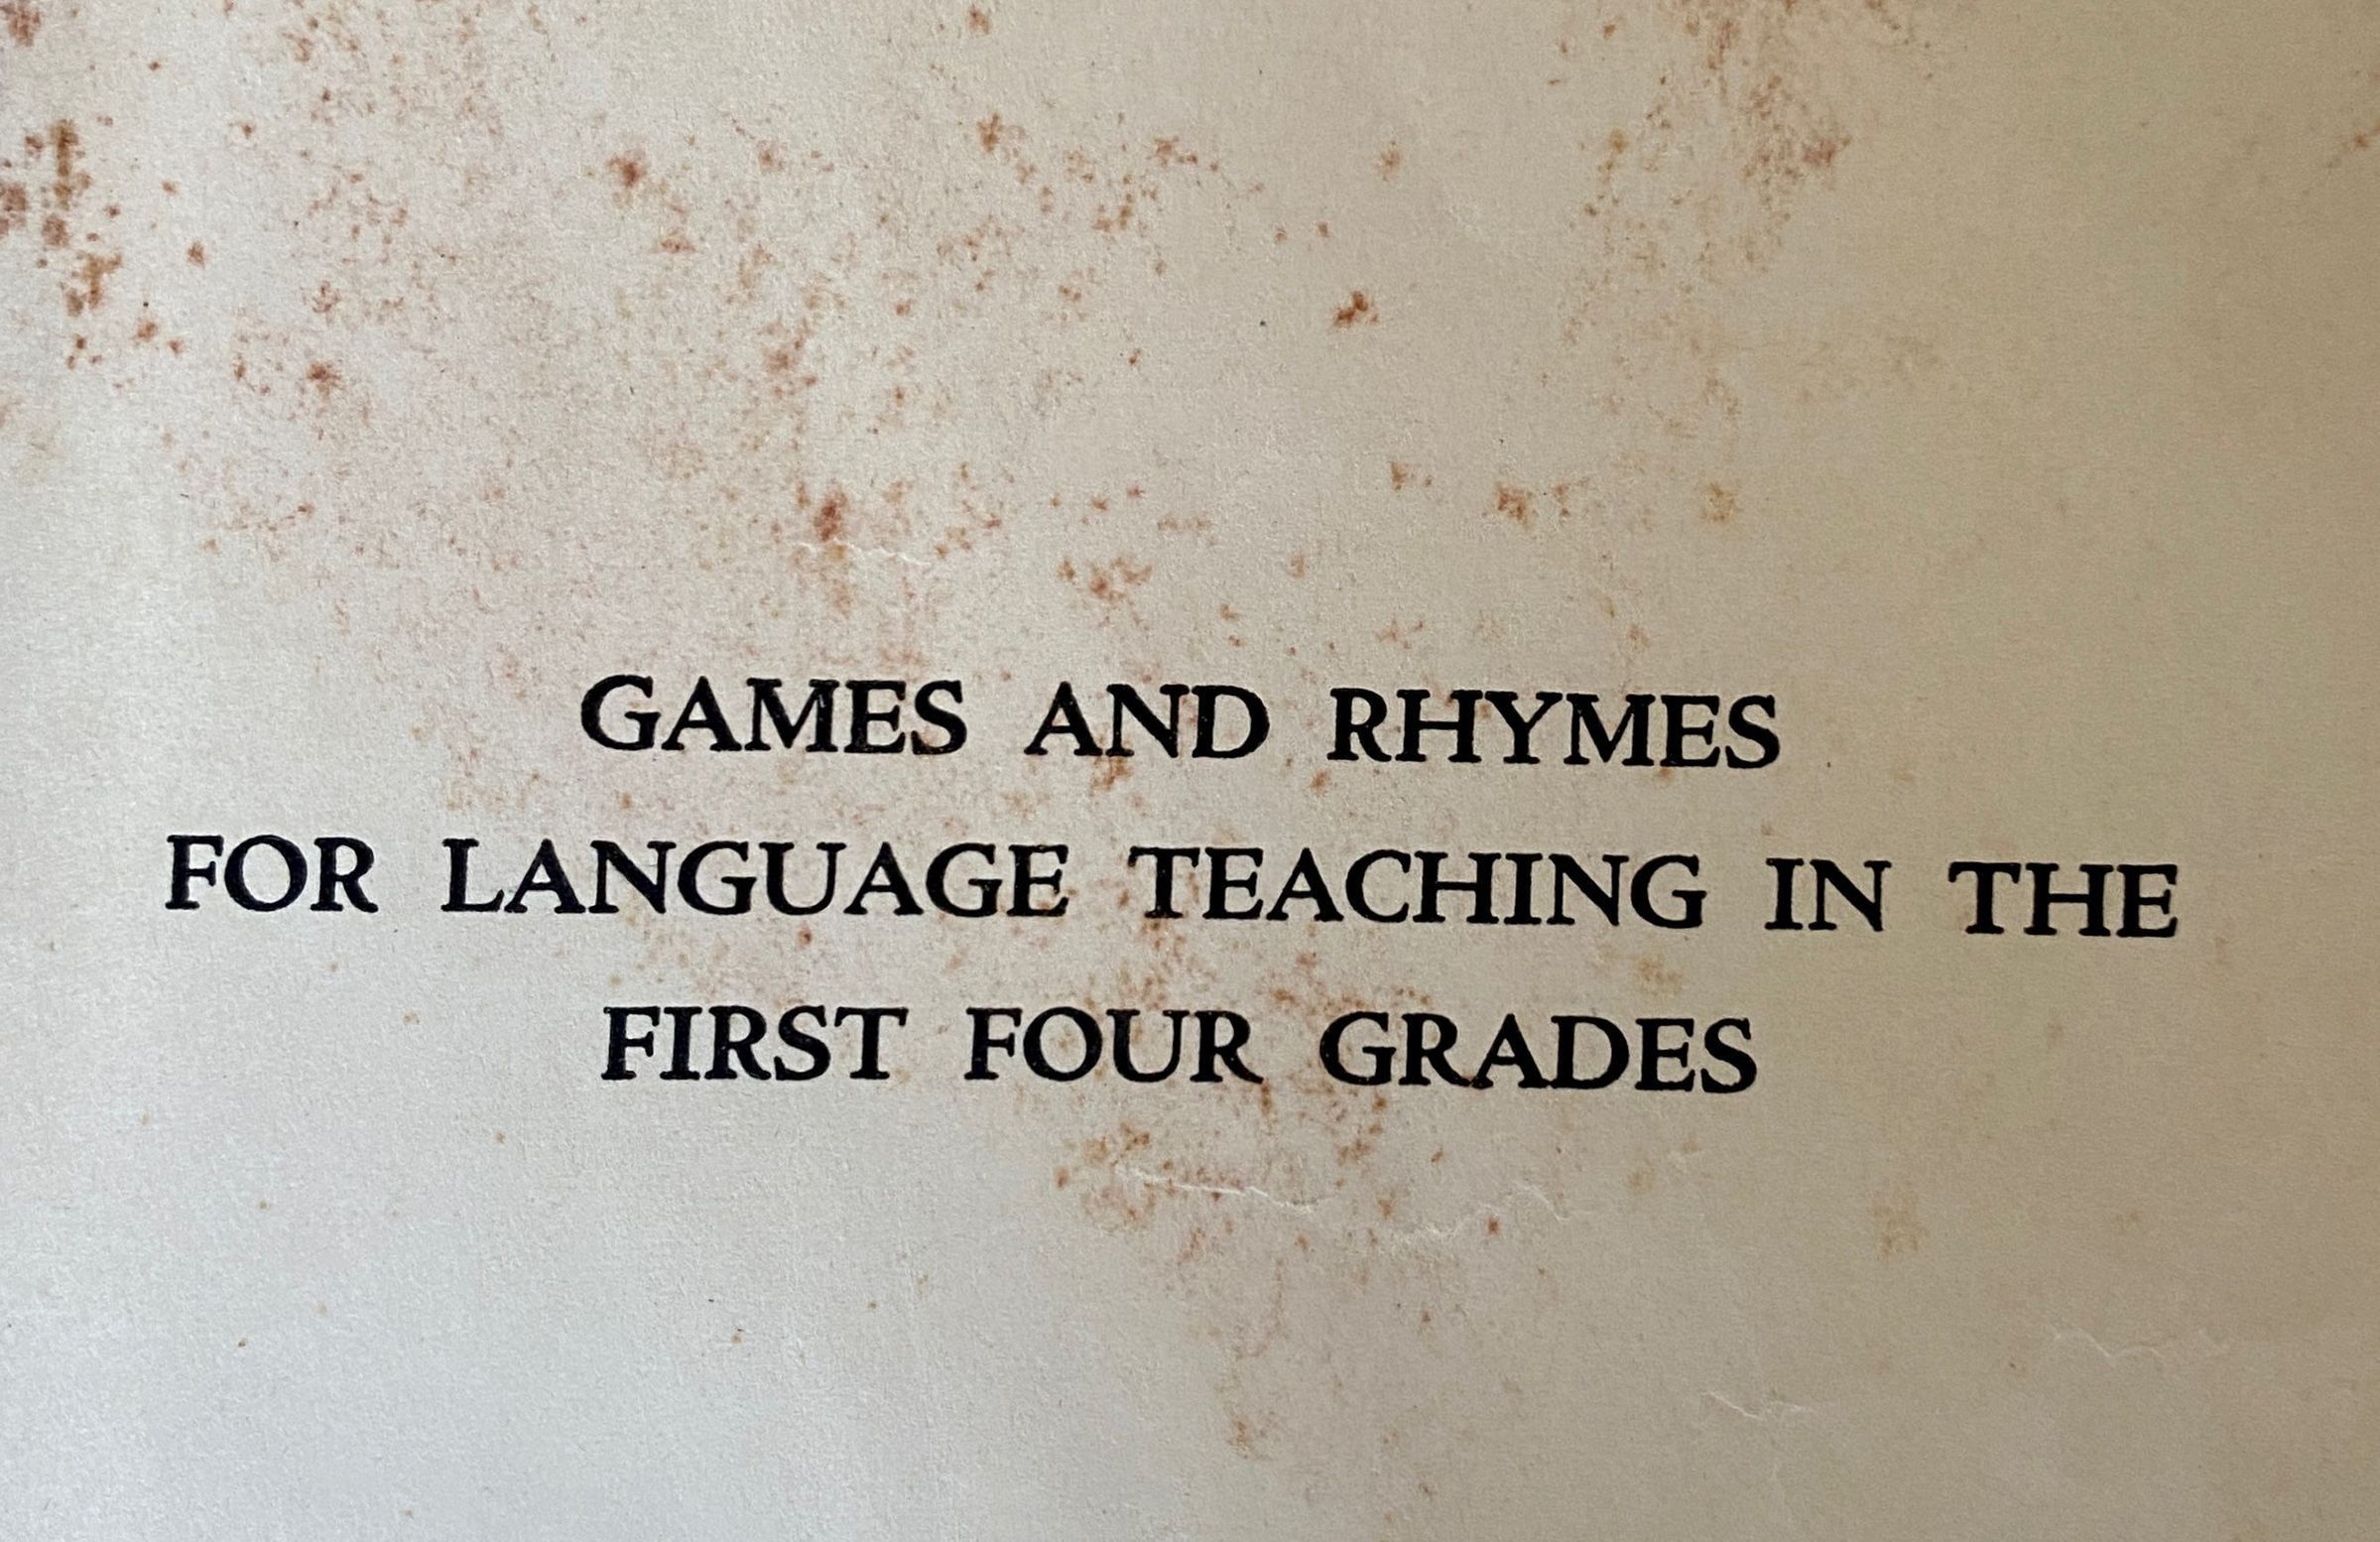 GAMES AND RHYMES
FOR LANGUAGE TEACHING IN THE
FIRST FOUR GRADES